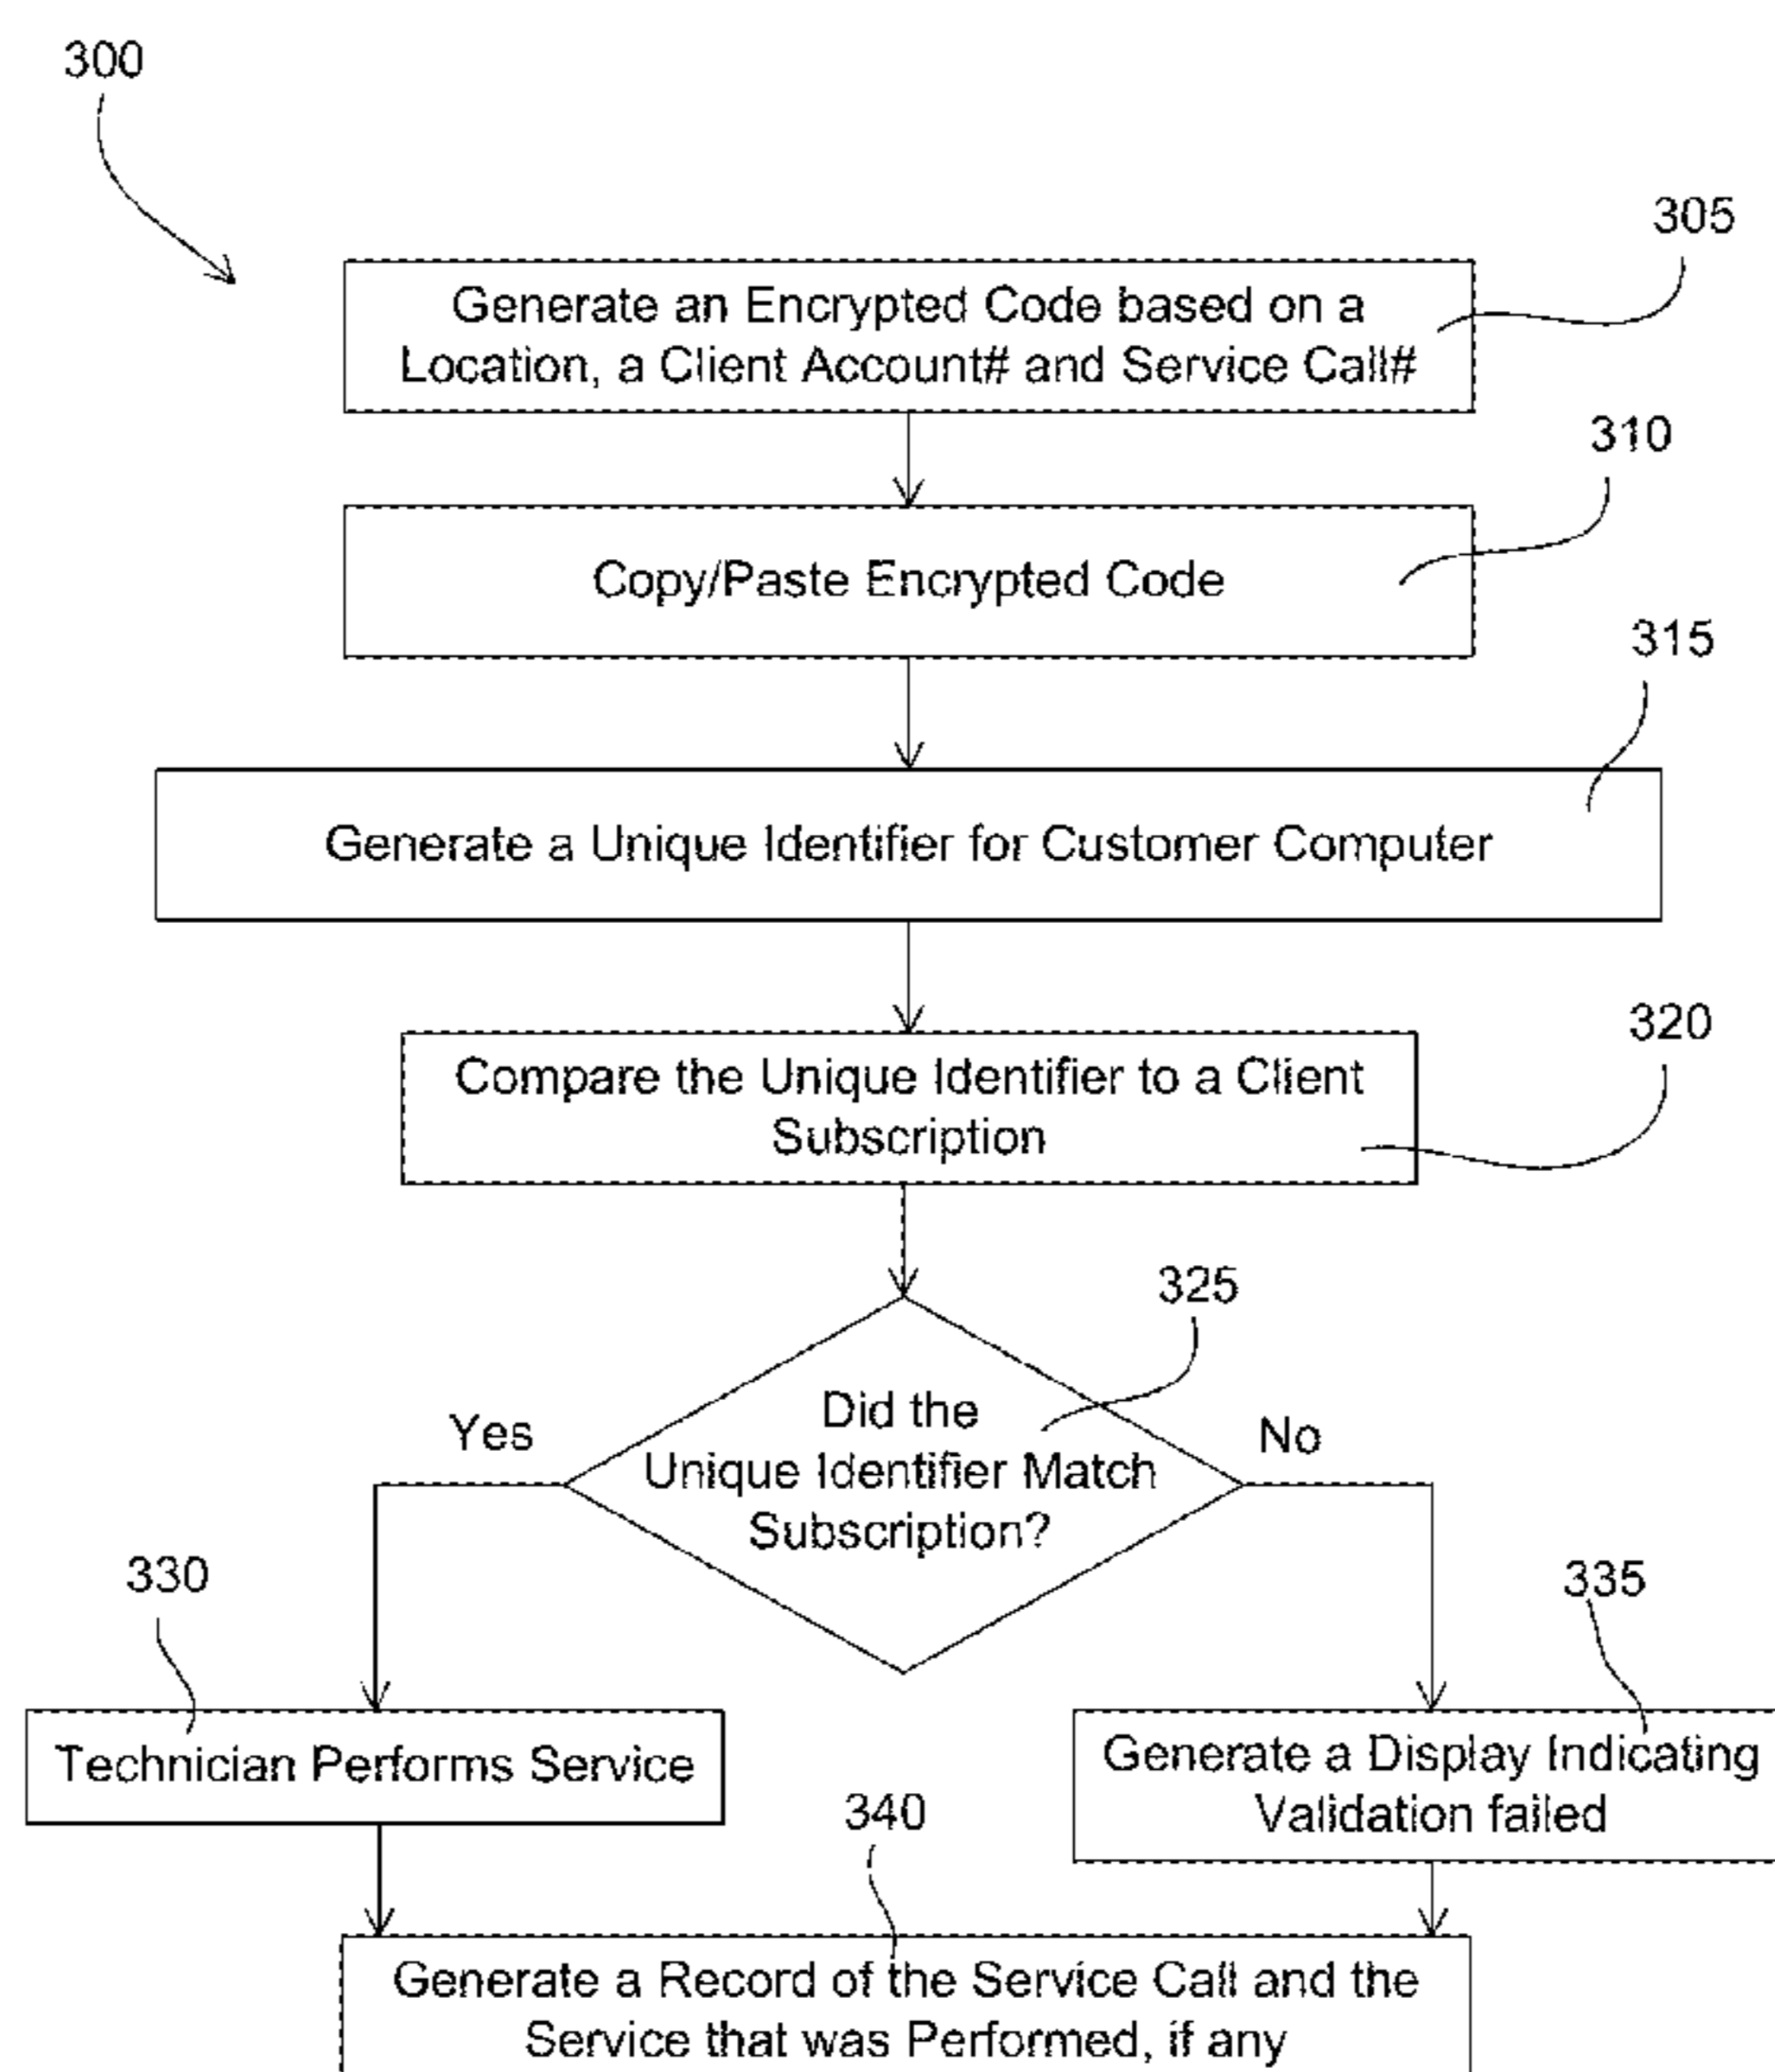 300
305
Generate an Encrypted Code based on a
Location, a Client Account# and Service Call#
310
Copy/Paste Encrypted Code
315
Generate a Unique Identifier for Customer Computer
320
Compare the Unique Identifier to a Client
Subscription
325
Did the
Unique Identifier Match
Subscription?
Yes
No
330
Technician Performs Service
335
Generate a Display Indicating
Validation failed
340
Generate a Record of the Service Call and the
Service that was Performed, if any